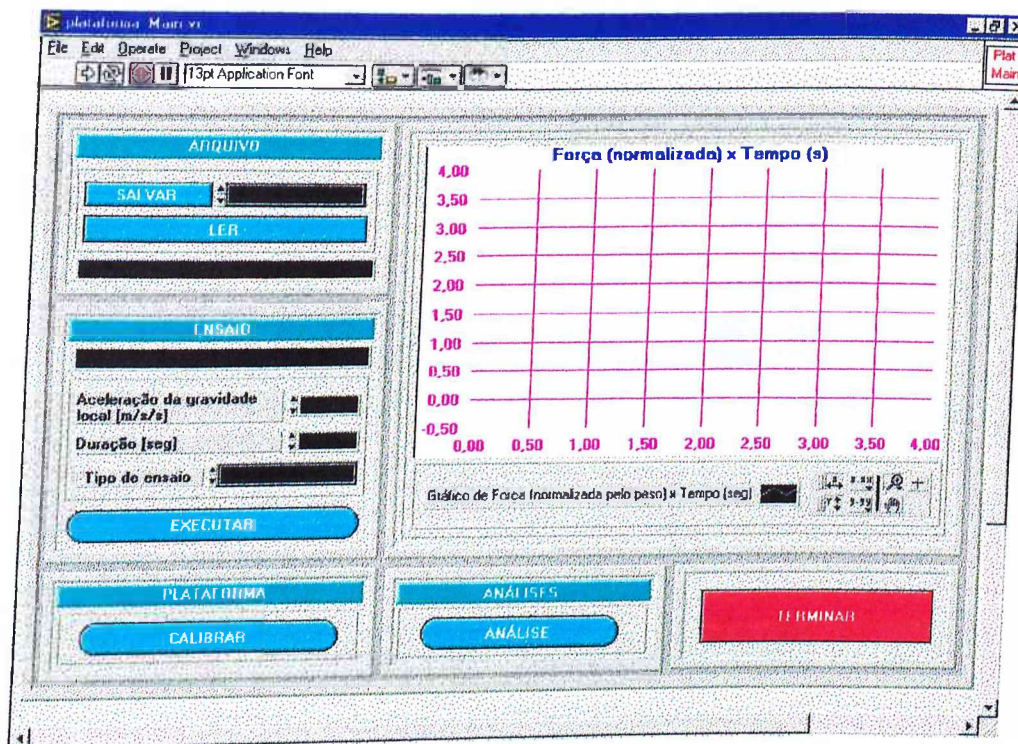 plataforma Main.vi
File Edit Operate Project Windows Help
13pt Application Font
Plat
Main
ARQUIVO
SALVAR
LER
ENSAIO
Aceleração da gravidade
local [m/s/s]
Duração [seg]
Tipo de ensaio
EXECUTAR
PLATAFORMA
CALIBRAR
Força (normalizada) x Tempo (s)
4,00
3,50
3,00
2,50
2,00
1,50
1,00
0,50
0,00
-0,50
0,00 0,50 1,00 1,50 2,00 2,50 3,00 3,50 4,00
Gráfico de Força (normalizada pelo peso) x Tempo (seg)
ANÁLISES
ANÁLISE
TERMINAR